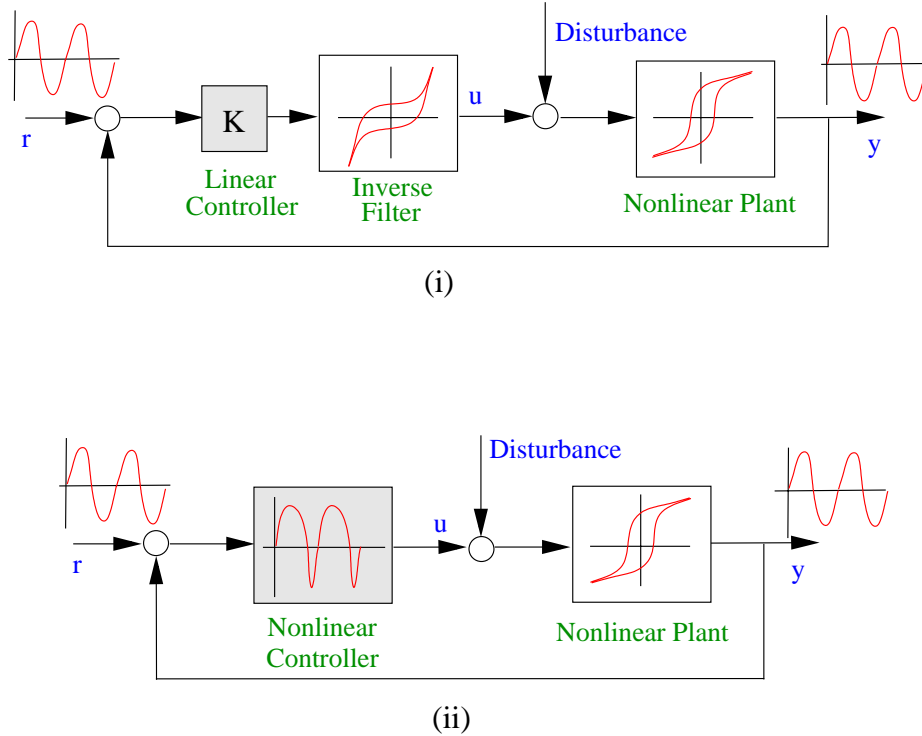 Disturbance
u
r
K
y
Linear
Controller
Inverse
Filter
Nonlinear Plant
(i)
Disturbance
u
r
y
Nonlinear
Controller
Nonlinear Plant
(ii)